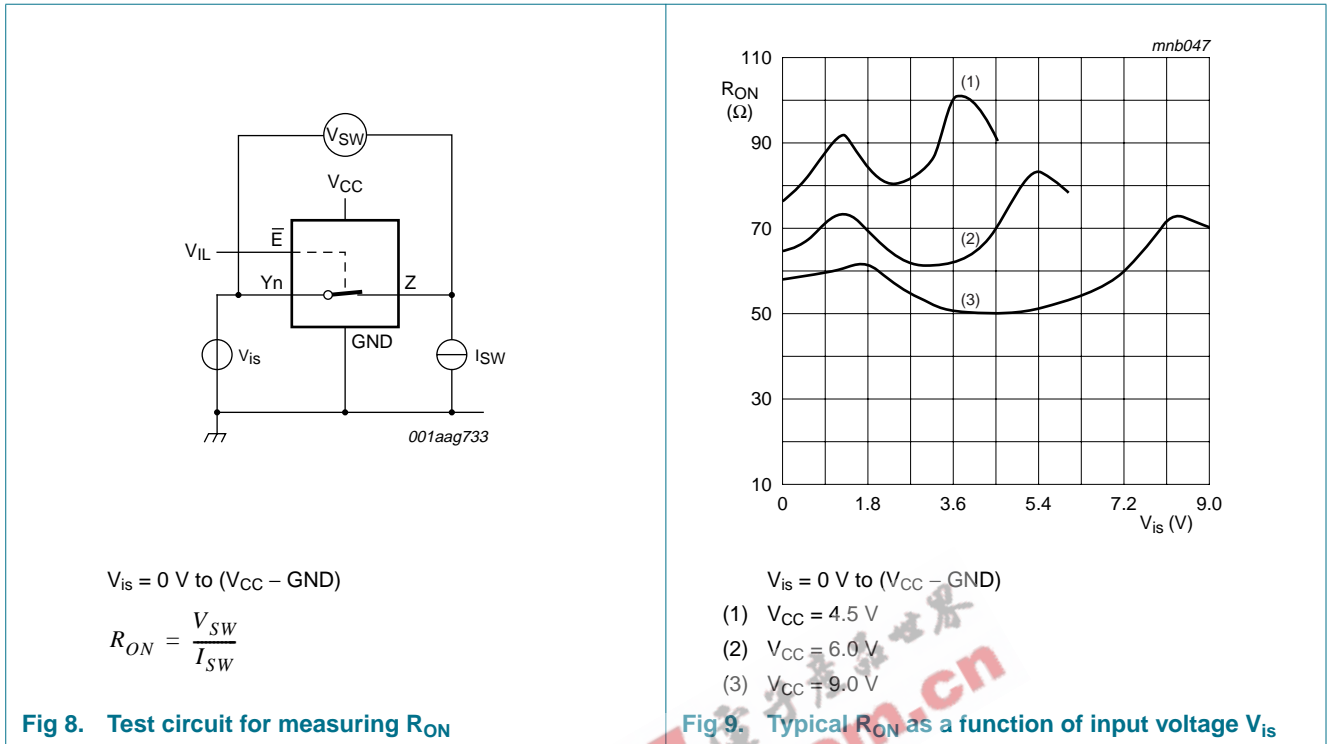 V_SW
V_CC
E̅
V_IL
Yn
Z
GND
V_is
I_SW
001aag733
V_is = 0 V to (V_CC − GND)
R_ON = V_SW / I_SW
Fig 8. Test circuit for measuring R_ON
mnb047
110
R_ON
(Ω)
90
70
50
30
10
(1)
(2)
(3)
0 1.8 3.6 5.4 7.2 9.0
V_is (V)
V_is = 0 V to (V_CC − GND)
(1) V_CC = 4.5 V
(2) V_CC = 6.0 V
(3) V_CC = 9.0 V
Fig 9. Typical R_ON as a function of input voltage V_is